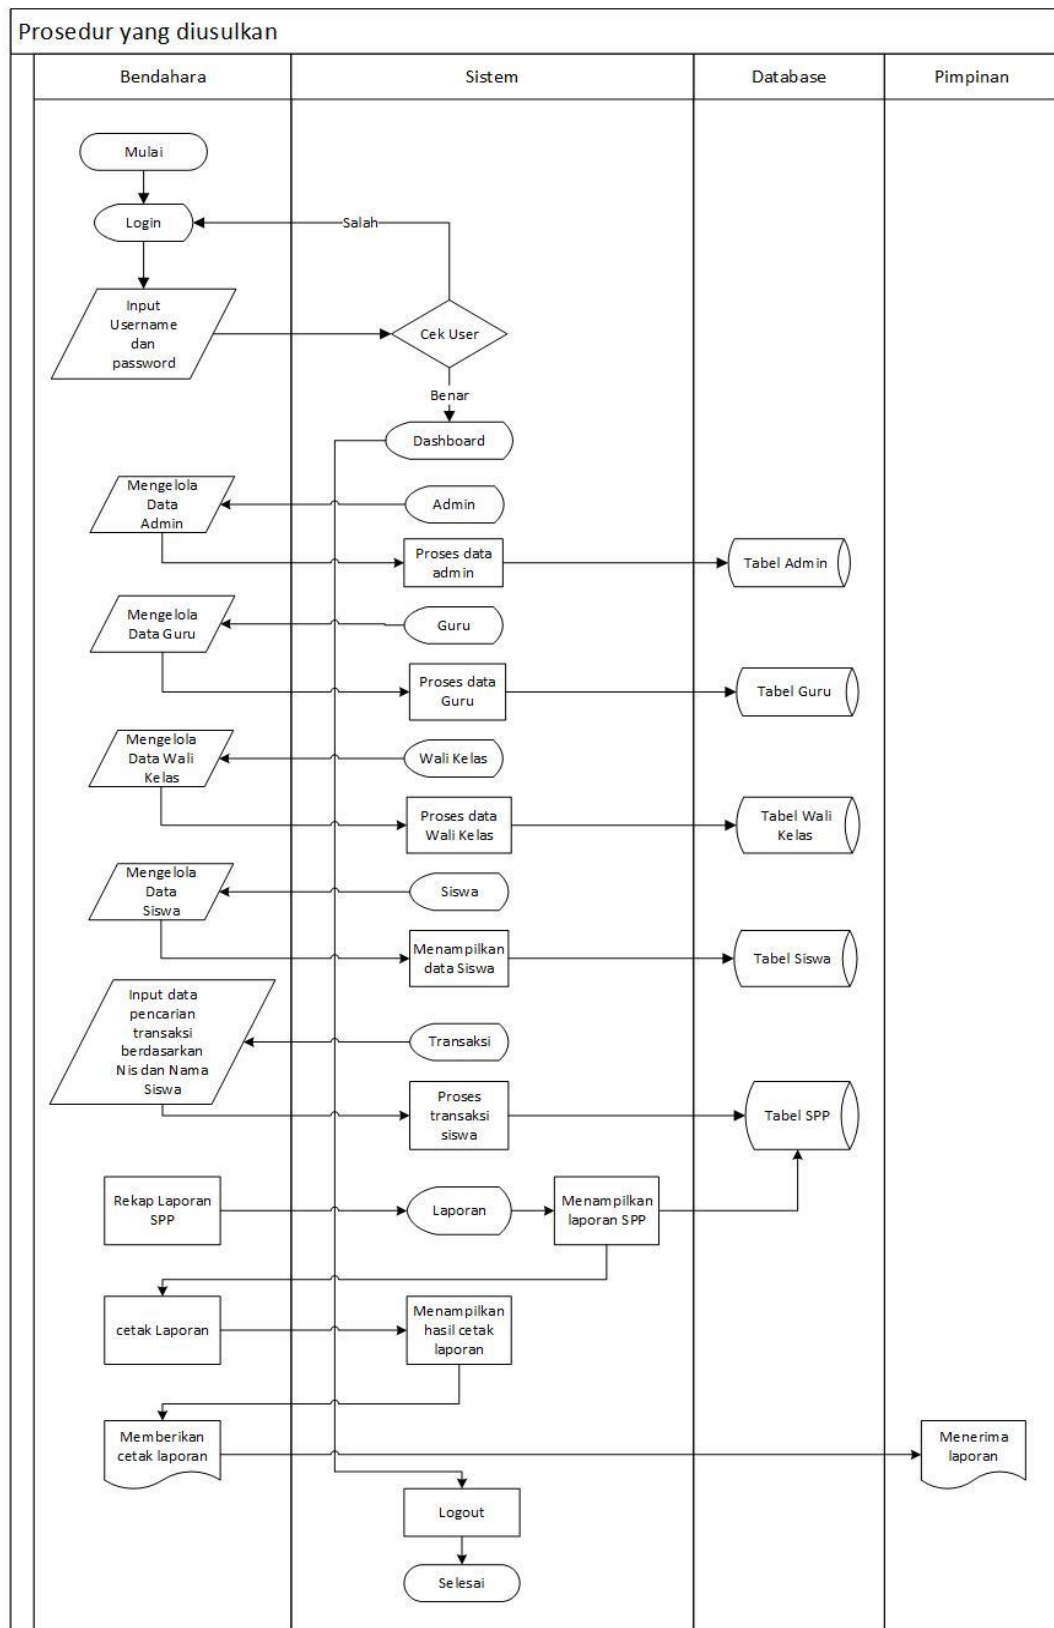 Prosedur yang diusulkan
Bendahara
Sistem
Database
Pimpinan
Mulai
Login
Salah
Input
Username
dan
password
Cek User
Benar
Dashboard
Mengelola
Data
Admin
Admin
Proses data
admin
Tabel Admin
Mengelola
Data Guru
Guru
Proses data
Guru
Tabel Guru
Mengelola
Data Wali
Kelas
Wali Kelas
Proses data
Wali Kelas
Tabel Wali
Kelas
Mengelola
Data
Siswa
Siswa
Menampilkan
data Siswa
Tabel Siswa
Input data
pencarian
transaksi
berdasarkan
Nis dan Nama
Siswa
Transaksi
Proses
transaksi
siswa
Tabel SPP
Rekap Laporan
SPP
Laporan
Menampilkan
laporan SPP
cetak Laporan
Menampilkan
hasil cetak
laporan
Memberikan
cetak laporan
Menerima
laporan
Logout
Selesai